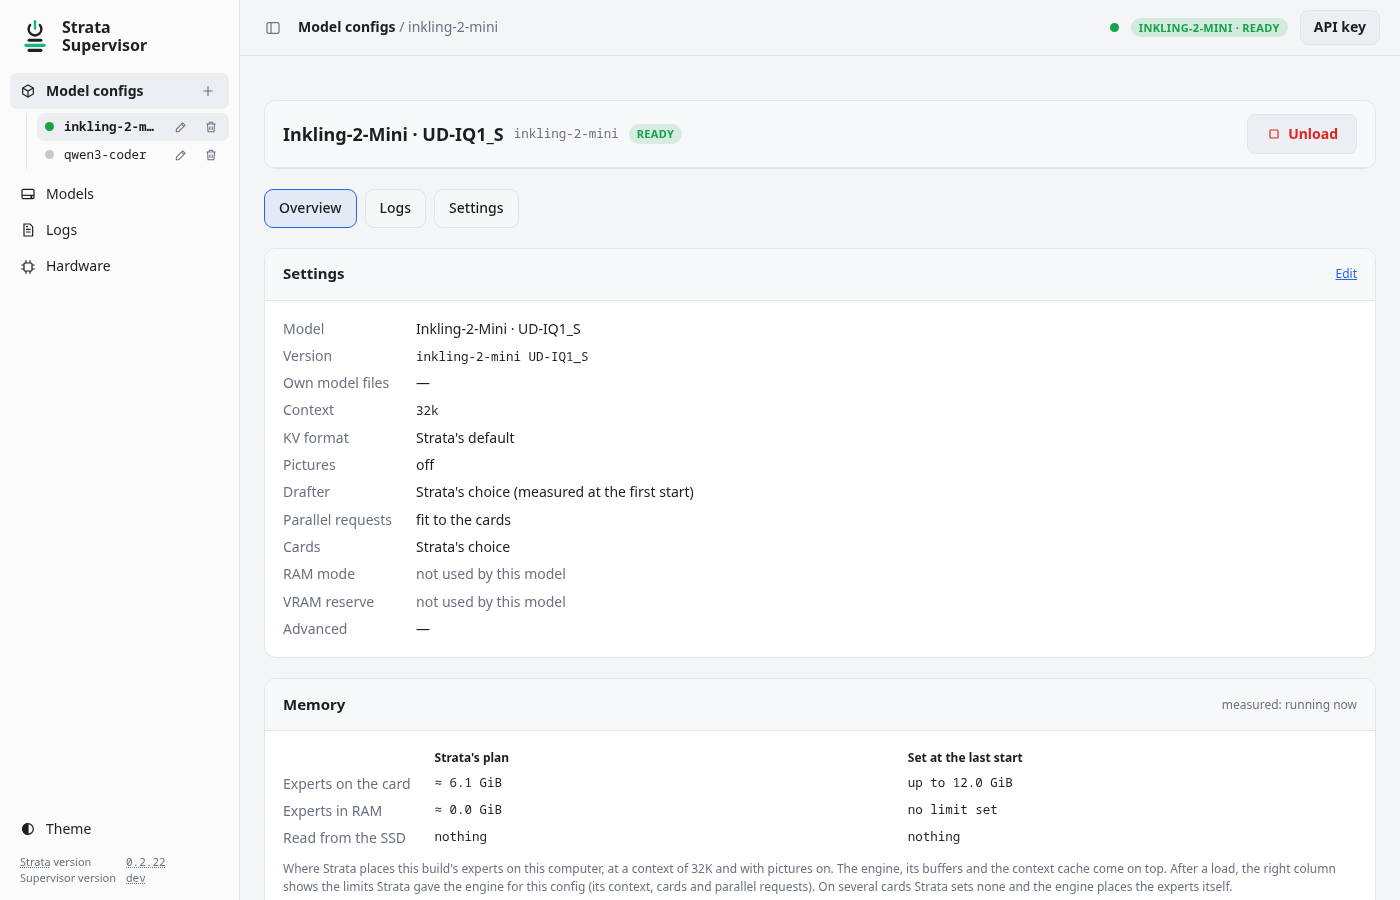 Strata
Supervisor
Model configs
inkling-2-m…
qwen3-coder
Models
Logs
Hardware
Theme
Strata version 0.2.22
Supervisor version dev
Model configs / inkling-2-mini
INKLING-2-MINI · READY
API key
Inkling-2-Mini · UD-IQ1_S inkling-2-mini READY
Unload
Overview
Logs
Settings
Settings
Edit
Model Inkling-2-Mini · UD-IQ1_S
Version inkling-2-mini UD-IQ1_S
Own model files —
Context 32k
KV format Strata's default
Pictures off
Drafter Strata's choice (measured at the first start)
Parallel requests fit to the cards
Cards Strata's choice
RAM mode not used by this model
VRAM reserve not used by this model
Advanced —
Memory
measured: running now
Strata's plan Set at the last start
Experts on the card ≈ 6.1 GiB up to 12.0 GiB
Experts in RAM ≈ 0.0 GiB no limit set
Read from the SSD nothing nothing
Where Strata places this build's experts on this computer, at a context of 32K and with pictures on. The engine, its buffers and the context cache come on top. After a load, the right column
shows the limits Strata gave the engine for this config (its context, cards and parallel requests). On several cards Strata sets none and the engine places the experts itself.